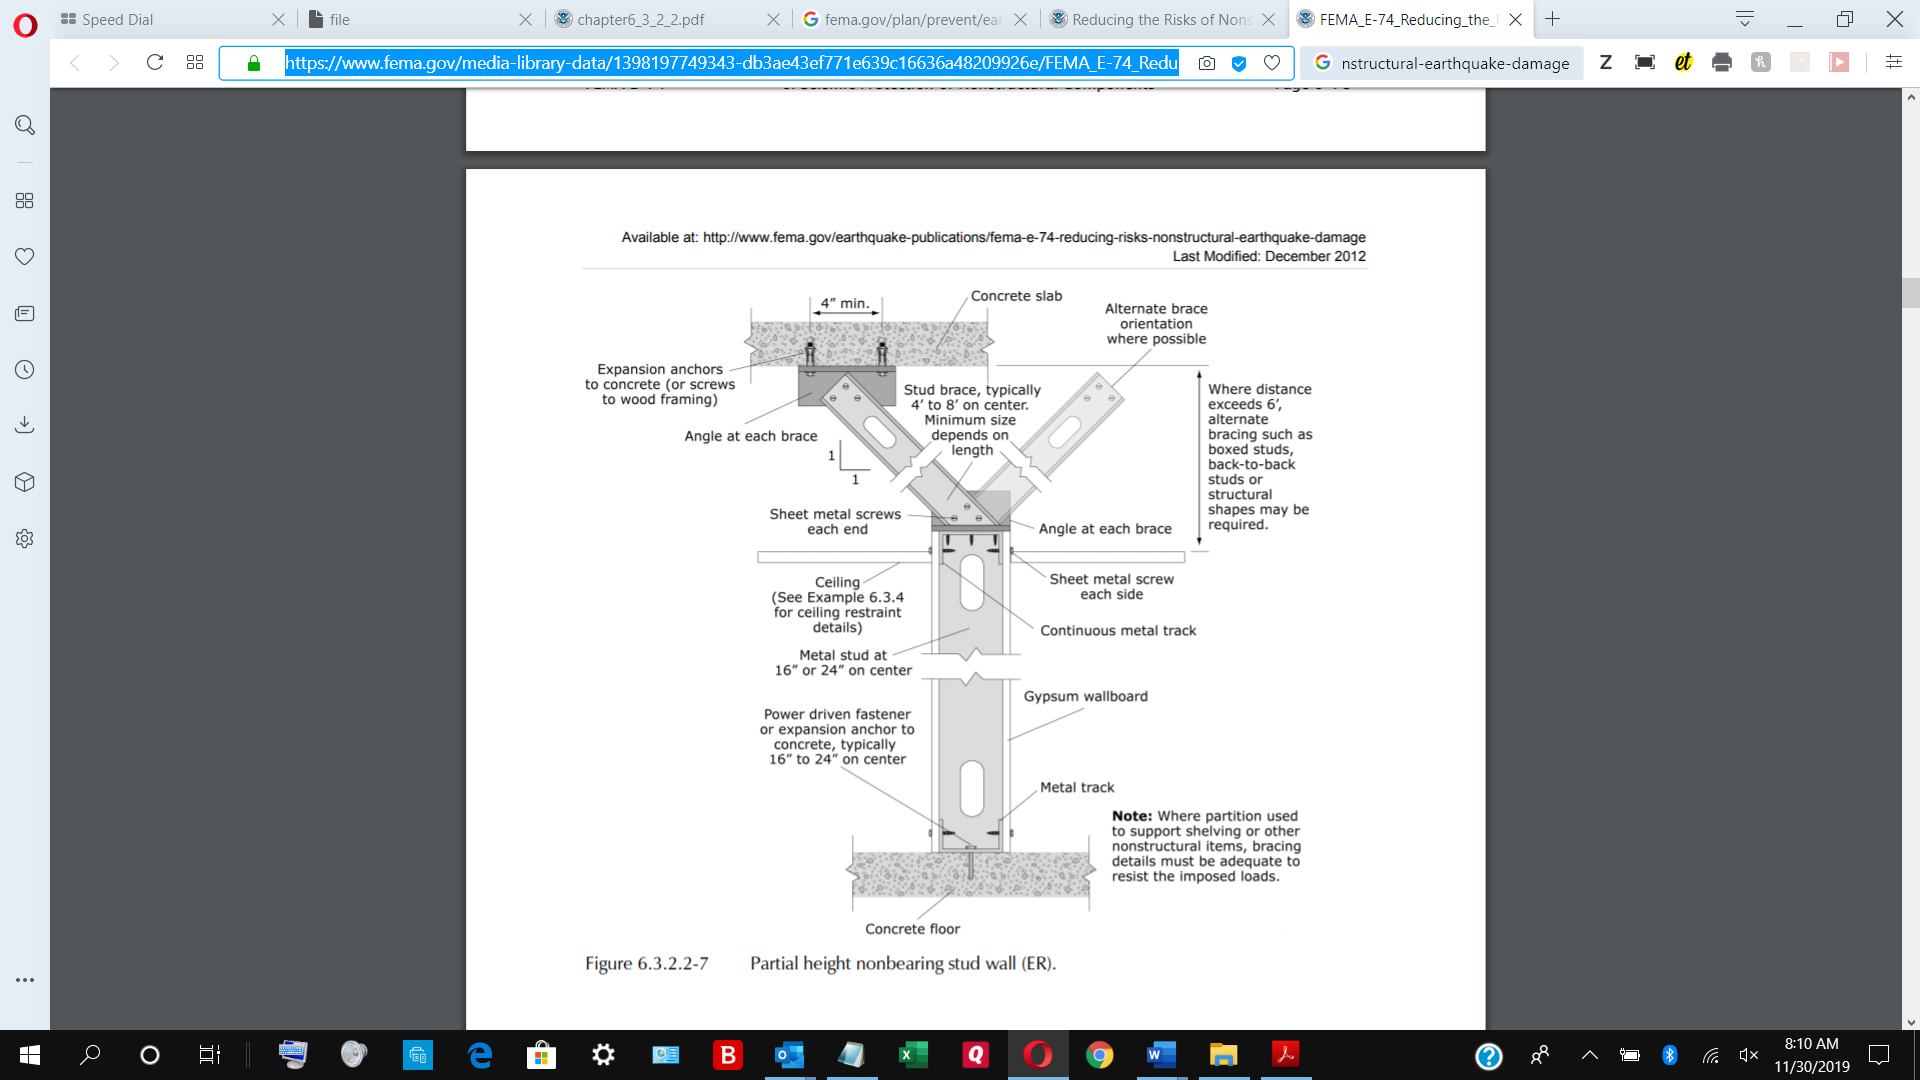 Speed Dial
file
chapter6_3_2_2.pdf
fema.gov/plan/prevent/ear
Reducing the Risks of Nons
FEMA_E-74_Reducing_the_
https://www.fema.gov/media-library-data/1398197749343-db3ae43ef771e639c16636a48209926e/FEMA_E-74_Redu
nstructural-earthquake-damage
Available at: http://www.fema.gov/earthquake-publications/fema-e-74-reducing-risks-nonstructural-earthquake-damage
Last Modified: December 2012
4" min.
Concrete slab
Alternate brace
orientation
where possible
Expansion anchors
to concrete (or screws
to wood framing)
Stud brace, typically
4' to 8' on center.
Minimum size
depends on
length
Where distance
exceeds 6',
alternate
bracing such as
boxed studs,
back-to-back
studs or
structural
shapes may be
required.
Angle at each brace
1
1
Sheet metal screws
each end
Angle at each brace
Ceiling
(See Example 6.3.4
for ceiling restraint
details)
Sheet metal screw
each side
Continuous metal track
Metal stud at
16" or 24" on center
Gypsum wallboard
Power driven fastener
or expansion anchor to
concrete, typically
16" to 24" on center
Metal track
Note: Where partition used
to support shelving or other
nonstructural items, bracing
details must be adequate to
resist the imposed loads.
Concrete floor
Figure 6.3.2.2-7 Partial height nonbearing stud wall (ER).
8:10 AM
11/30/2019